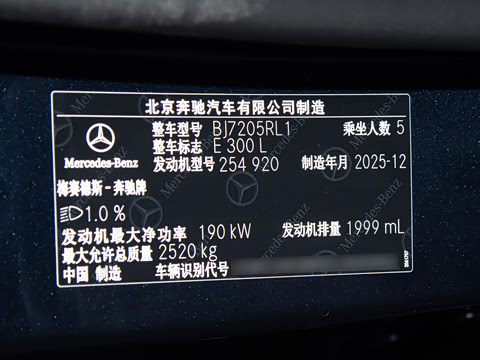 北京奔驰汽车有限公司制造
整车型号 BJ7205RL1 乘坐人数 5
整车标志 E 300 L
Mercedes-Benz
发动机型号 254 920 制造年月 2025-12
梅赛德斯-奔驰牌
1.0 %
发动机最大净功率 190 kW 发动机排量 1999 mL
最大允许总质量 2520 kg
中国 制造 车辆识别代号